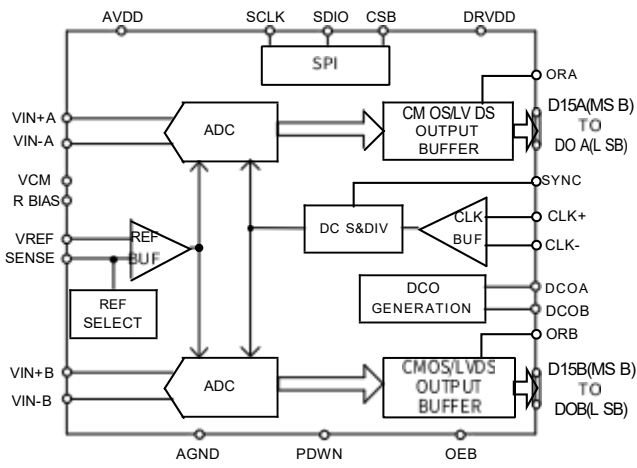 AVDD
SCLK
SDIO
CSB
DRVDD
SPI
ORA
VIN+A
VIN-A
ADC
CM OS/LV DS
OUTPUT
BUFFER
D15A(MS B)
TO
DO A(L SB)
VCM
R BIAS
SYNC
VREF
SENSE
REF
BUF
DC S&DIV
CLK
BUF
CLK+
CLK-
REF
SELECT
DCO
GENERATION
DCOA
DCOB
ORB
VIN+B
VIN-B
ADC
CMOS/LVDS
OUTPUT
BUFFER
D15B(MS B)
TO
DOB(L SB)
AGND
PDWN
OEB